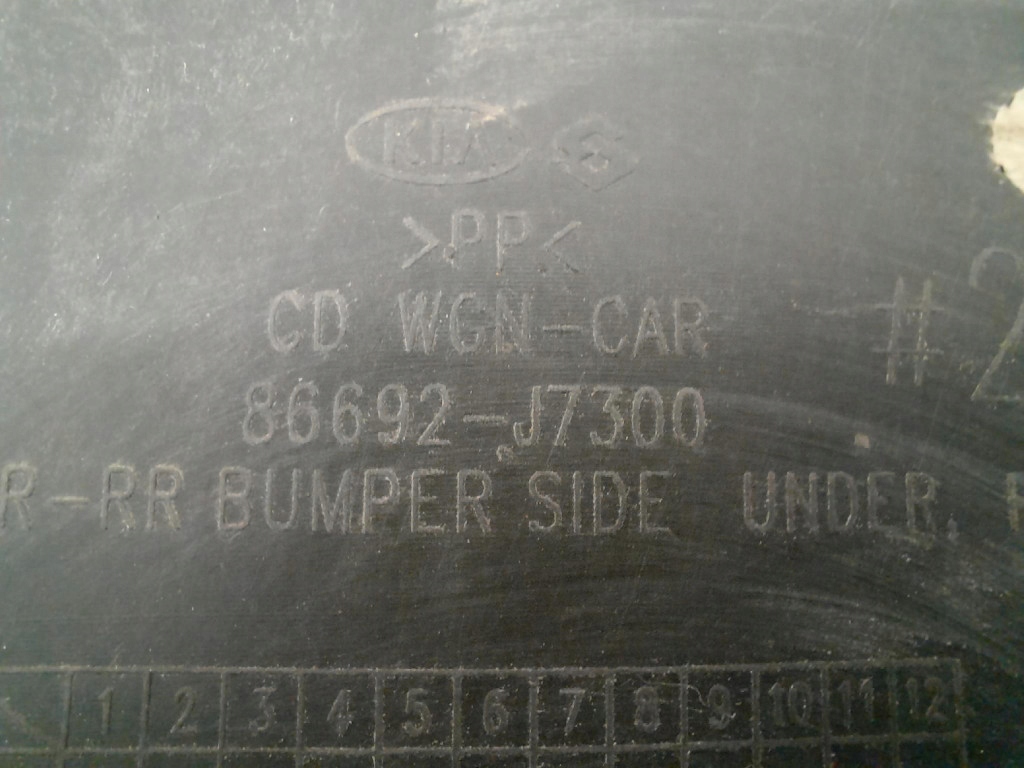 KIA
>PP<
CD WGN-CAR
#2
86692-J7300
R-RR BUMPER SIDE UNDER,
1 2 3 4 5 6 7 8 9 10 11 12